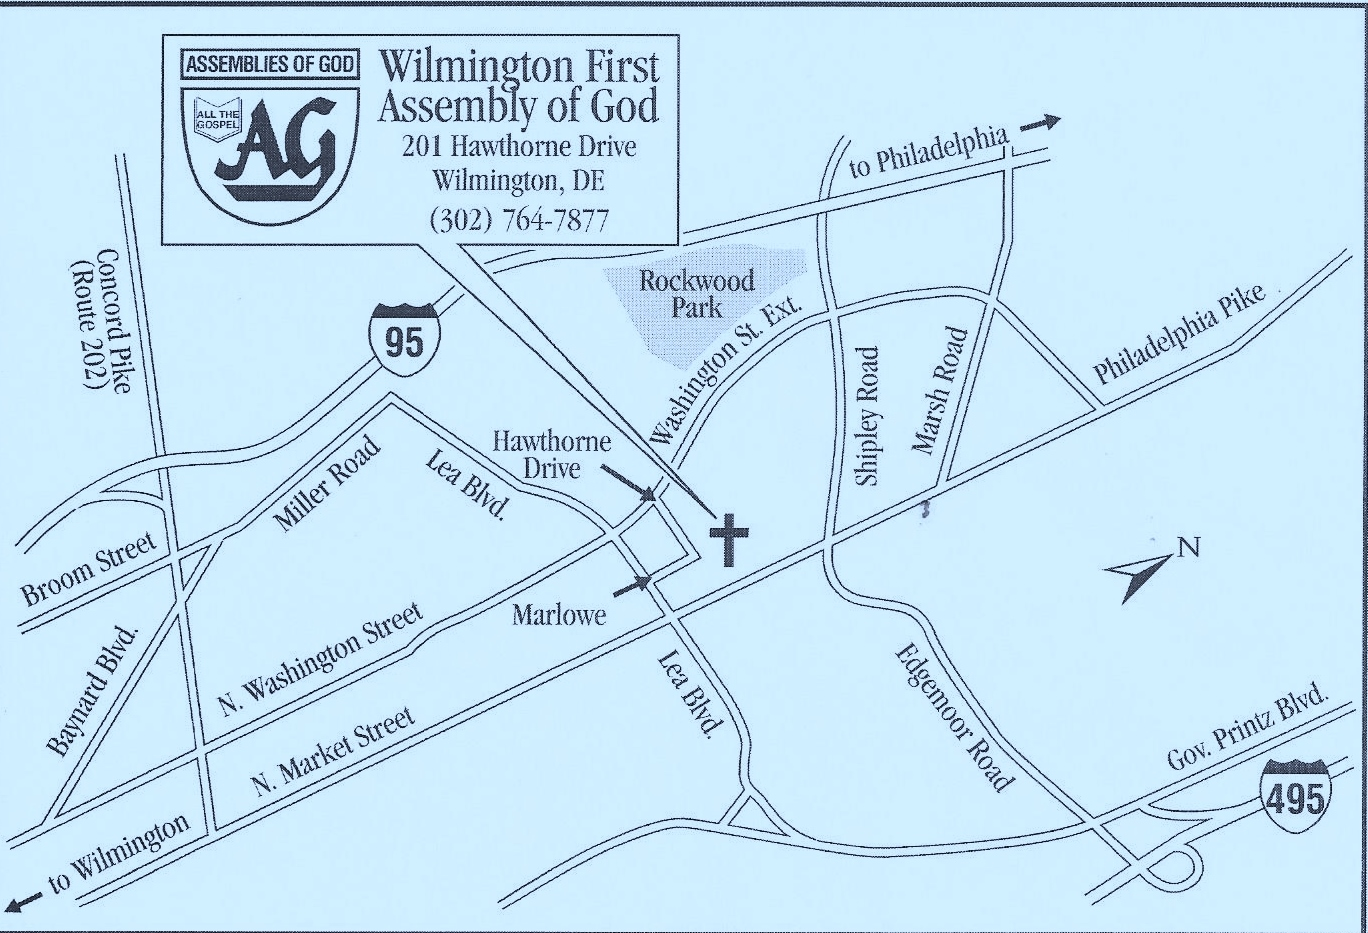 ASSEMBLIES OF GOD
ALL THE
GOSPEL
AG
Wilmington First
Assembly of God
201 Hawthorne Drive
Wilmington, DE
(302) 764-7877
to Philadelphia
Concord Pike
(Route 202)
95
Rockwood
Park
Washington St. Ext.
Philadelphia Pike
Shipley Road
Marsh Road
Hawthorne
Drive
Miller Road
Lea Blvd.
Broom Street
N
Marlowe
N. Washington Street
Baynard Blvd.
Lea Blvd.
Edgemoor Road
N. Market Street
Gov. Printz Blvd.
495
to Wilmington